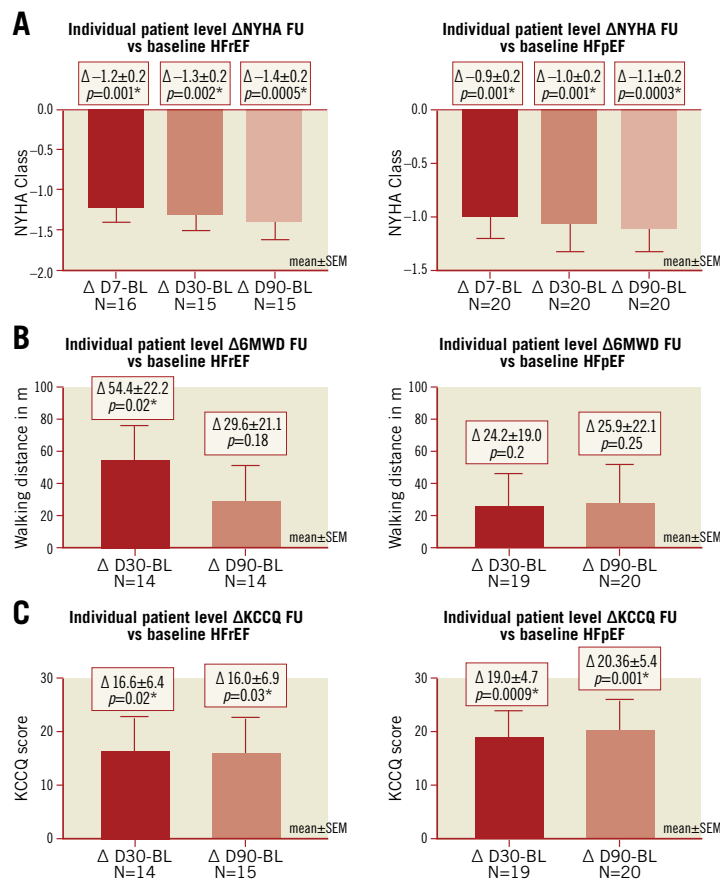 A
Individual patient level ΔNYHA FU
vs baseline HFrEF
Δ −1.2±0.2
p=0.001*
Δ −1.3±0.2
p=0.002*
Δ −1.4±0.2
p=0.0005*
NYHA Class
0.0
−0.5
−1.0
−1.5
−2.0
mean±SEM
Δ D7-BL
N=16
Δ D30-BL
N=15
Δ D90-BL
N=15
Individual patient level ΔNYHA FU
vs baseline HFpEF
Δ −0.9±0.2
p=0.001*
Δ −1.0±0.2
p=0.001*
Δ −1.1±0.2
p=0.0003*
NYHA Class
0.0
−0.5
−1.0
−1.5
mean±SEM
Δ D7-BL
N=20
Δ D30-BL
N=20
Δ D90-BL
N=20
B
Individual patient level Δ6MWD FU
vs baseline HFrEF
Walking distance in m
100
80
60
40
20
0
Δ 54.4±22.2
p=0.02*
Δ 29.6±21.1
p=0.18
mean±SEM
Δ D30-BL
N=14
Δ D90-BL
N=14
Individual patient level Δ6MWD FU
vs baseline HFpEF
Walking distance in m
100
80
60
40
20
0
Δ 24.2±19.0
p=0.2
Δ 25.9±22.1
p=0.25
mean±SEM
Δ D30-BL
N=19
Δ D90-BL
N=20
C
Individual patient level ΔKCCQ FU
vs baseline HFrEF
KCCQ score
30
20
10
0
Δ 16.6±6.4
p=0.02*
Δ 16.0±6.9
p=0.03*
mean±SEM
Δ D30-BL
N=14
Δ D90-BL
N=15
Individual patient level ΔKCCQ FU
vs baseline HFpEF
KCCQ score
30
20
10
0
Δ 19.0±4.7
p=0.0009*
Δ 20.36±5.4
p=0.001*
mean±SEM
Δ D30-BL
N=19
Δ D90-BL
N=20